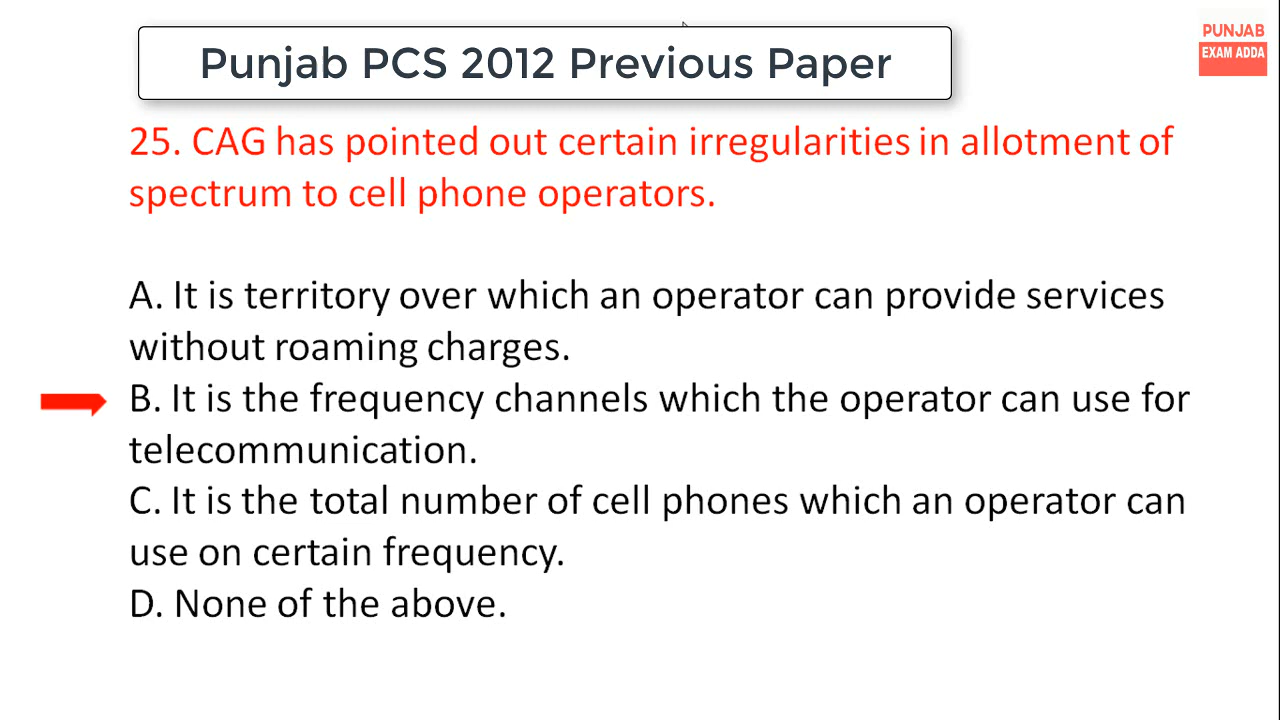 PUNJAB
EXAM ADDA
Punjab PCS 2012 Previous Paper
25. CAG has pointed out certain irregularities in allotment of
spectrum to cell phone operators.
A. It is territory over which an operator can provide services
without roaming charges.
B. It is the frequency channels which the operator can use for
telecommunication.
C. It is the total number of cell phones which an operator can
use on certain frequency.
D. None of the above.